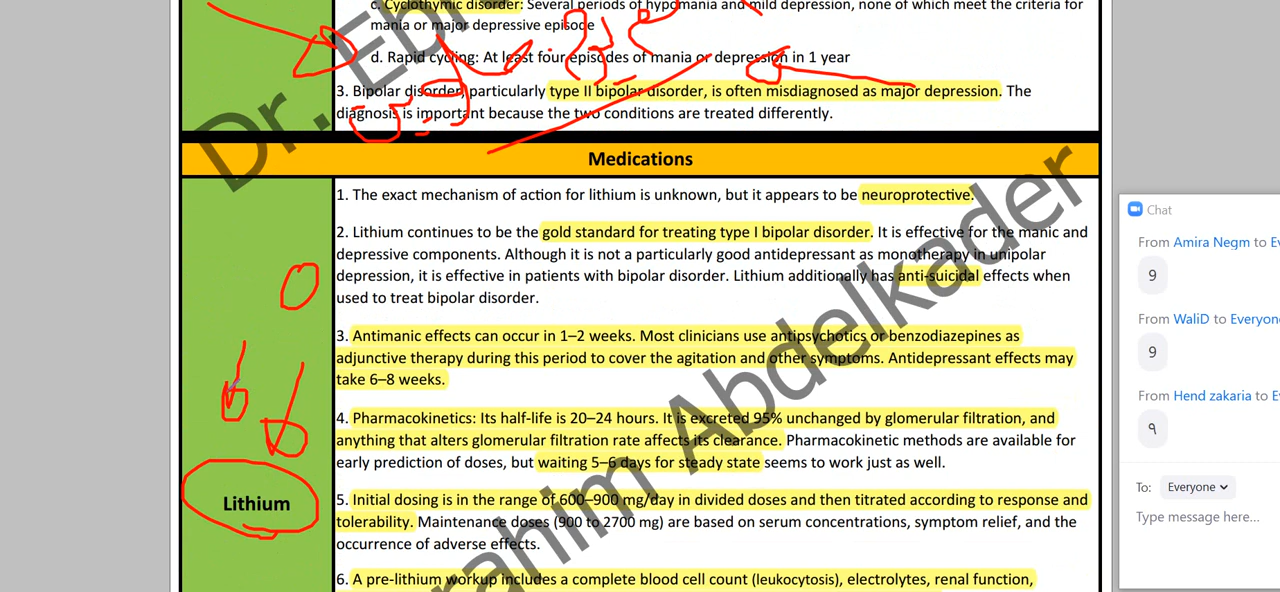 c. Cyclothymic disorder: Several periods of hypomania and mild depression, none of which meet the criteria for
mania or major depressive episode
d. Rapid cycling: At least four episodes of mania or depression in 1 year
3. Bipolar disorder, particularly type II bipolar disorder, is often misdiagnosed as major depression. The
diagnosis is important because the two conditions are treated differently.
Medications
1. The exact mechanism of action for lithium is unknown, but it appears to be neuroprotective.
2. Lithium continues to be the gold standard for treating type I bipolar disorder. It is effective for the manic and
depressive components. Although it is not a particularly good antidepressant as monotherapy in unipolar
depression, it is effective in patients with bipolar disorder. Lithium additionally has anti-suicidal effects when
used to treat bipolar disorder.
3. Antimanic effects can occur in 1–2 weeks. Most clinicians use antipsychotics or benzodiazepines as
adjunctive therapy during this period to cover the agitation and other symptoms. Antidepressant effects may
take 6–8 weeks.
4. Pharmacokinetics: Its half-life is 20–24 hours. It is excreted 95% unchanged by glomerular filtration, and
anything that alters glomerular filtration rate affects its clearance. Pharmacokinetic methods are available for
early prediction of doses, but waiting 5–6 days for steady state seems to work just as well.
Lithium
5. Initial dosing is in the range of 600–900 mg/day in divided doses and then titrated according to response and
tolerability. Maintenance doses (900 to 2700 mg) are based on serum concentrations, symptom relief, and the
occurrence of adverse effects.
6. A pre-lithium workup includes a complete blood cell count (leukocytosis), electrolytes, renal function,
Dr. Eb
rahim Abdelkader
Chat
From Amira Negm to Ev
9
From WaliD to Everyone
9
From Hend zakaria to E
٩
To: Everyone
Type message here...